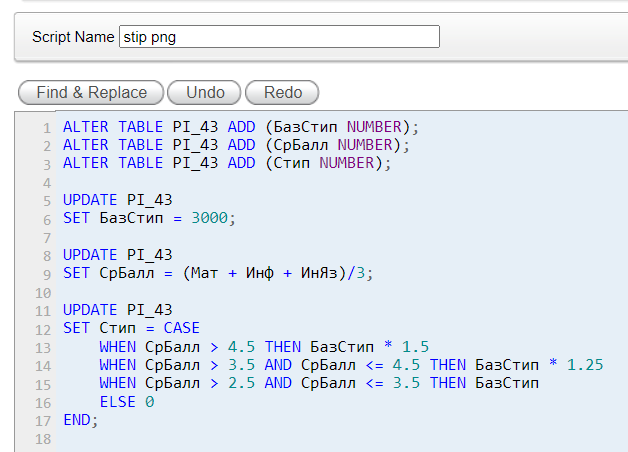 Script Name stip png
Find & Replace Undo Redo
1 ALTER TABLE PI_43 ADD (БазСтип NUMBER);
2 ALTER TABLE PI_43 ADD (СрБалл NUMBER);
3 ALTER TABLE PI_43 ADD (Стип NUMBER);
4
5 UPDATE PI_43
6 SET БазСтип = 3000;
7
8 UPDATE PI_43
9 SET СрБалл = (Мат + Инф + ИнЯз)/3;
10
11 UPDATE PI_43
12 SET Стип = CASE
13 WHEN СрБалл > 4.5 THEN БазСтип * 1.5
14 WHEN СрБалл > 3.5 AND СрБалл <= 4.5 THEN БазСтип * 1.25
15 WHEN СрБалл > 2.5 AND СрБалл <= 3.5 THEN БазСтип
16 ELSE 0
17 END;
18